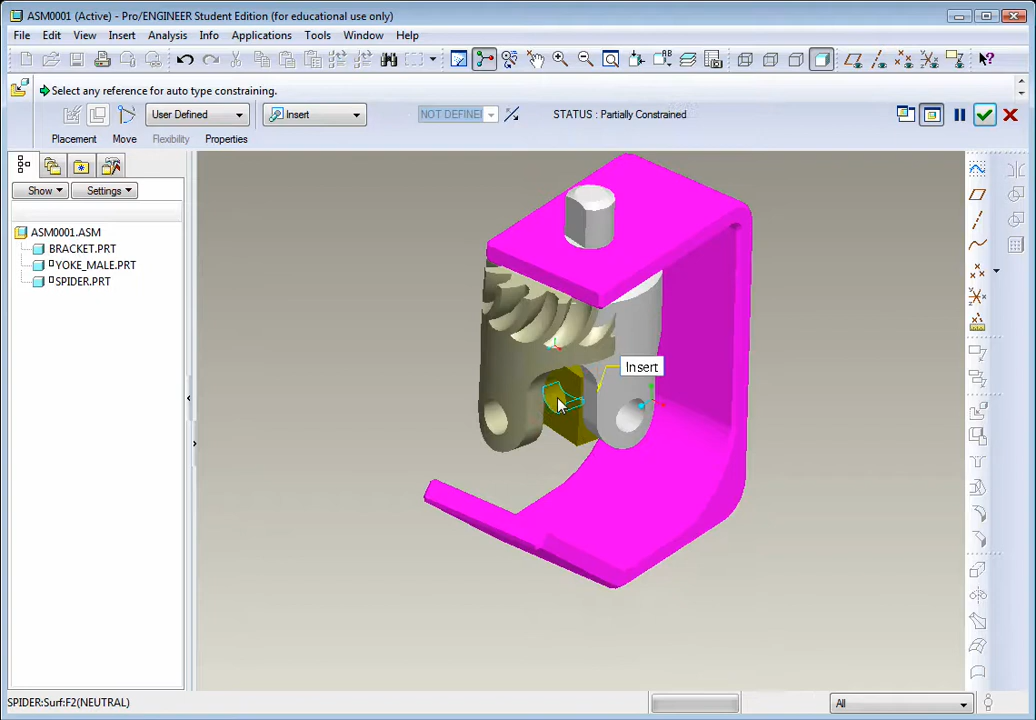 ASM0001 (Active) - Pro/ENGINEER Student Edition (for educational use only)
File Edit View Insert Analysis Info Applications Tools Window Help
Select any reference for auto type constraining.
User Defined Insert NOT DEFINE STATUS : Partially Constrained
Placement Move Flexibility Properties
Show Settings
ASM0001.ASM
BRACKET.PRT
YOKE_MALE.PRT
SPIDER.PRT
Insert
SPIDER:Surf:F2(NEUTRAL)
All